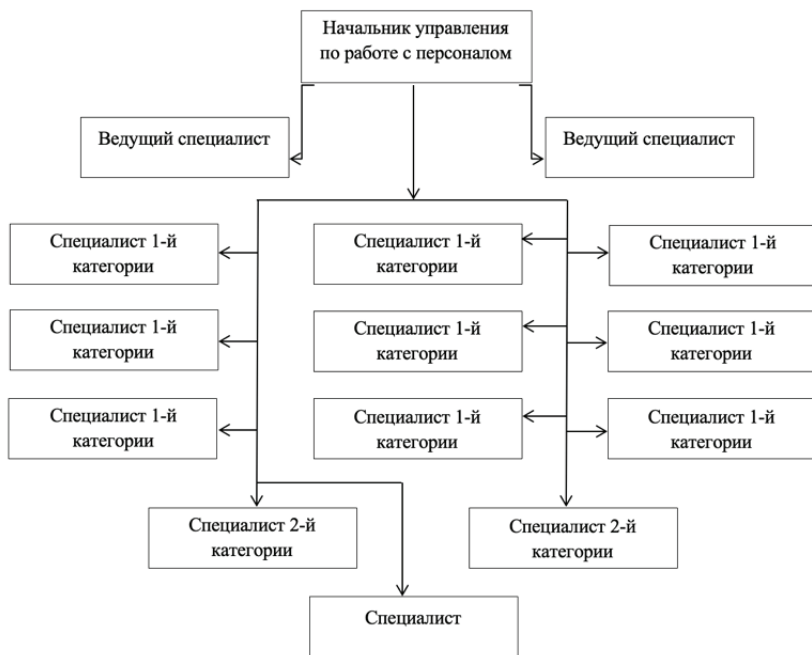 Начальник управления
по работе с персоналом
Ведущий специалист
Ведущий специалист
Специалист 1-й
категории
Специалист 1-й
категории
Специалист 1-й
категории
Специалист 1-й
категории
Специалист 1-й
категории
Специалист 1-й
категории
Специалист 1-й
категории
Специалист 1-й
категории
Специалист 1-й
категории
Специалист 2-й
категории
Специалист 2-й
категории
Специалист